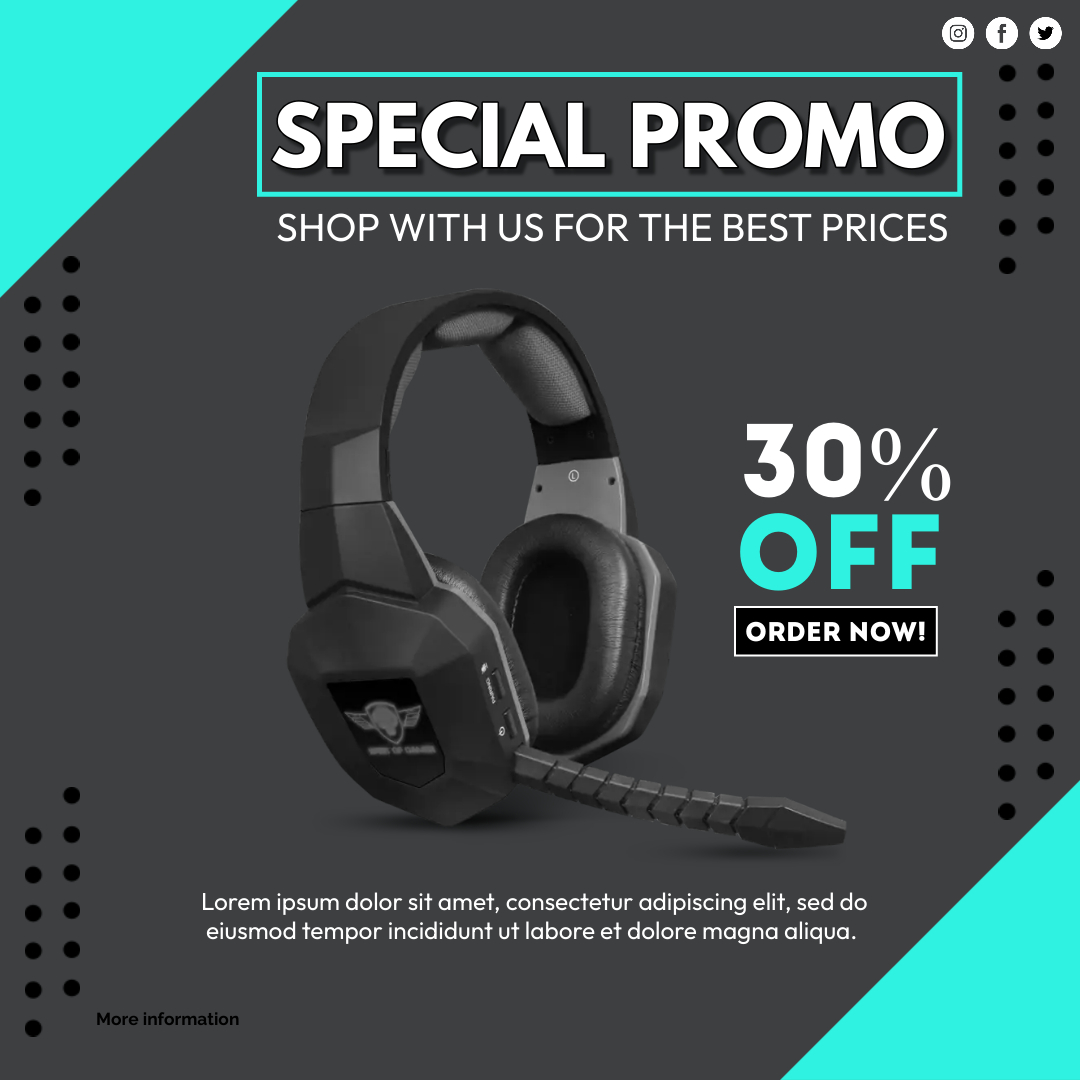 SPECIAL PROMO
SHOP WITH US FOR THE BEST PRICES
L
30%
OFF
ORDER NOW!
Lorem ipsum dolor sit amet, consectetur adipiscing elit, sed do
eiusmod tempor incididunt ut labore et dolore magna aliqua.
More information